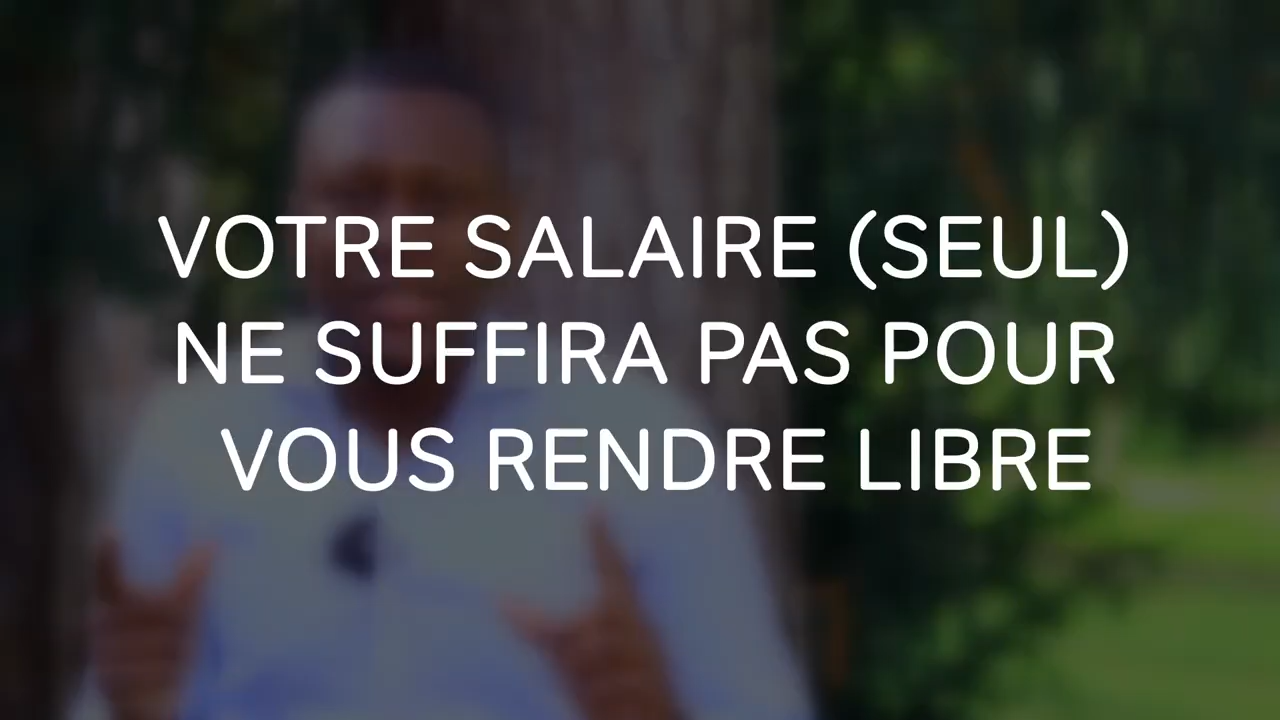 VOTRE SALAIRE (SEUL)
NE SUFFIRA PAS POUR
VOUS RENDRE LIBRE